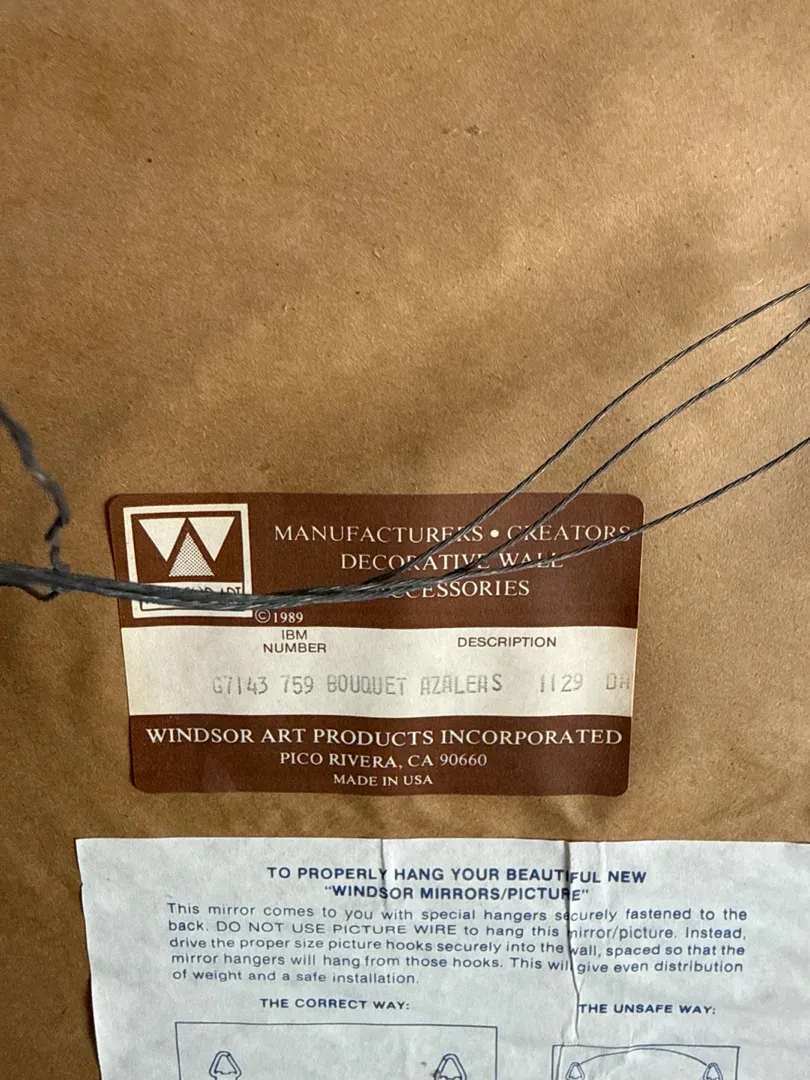 MANUFACTURERS • CREATORS
DECORATIVE WALL
ACCESSORIES
©1989
IBM
NUMBER
DESCRIPTION
G7143 759 BOUQUET AZALEAS 1129
WINDSOR ART PRODUCTS INCORPORATED
PICO RIVERA, CA 90660
MADE IN USA
TO PROPERLY HANG YOUR BEAUTIFUL NEW
"WINDSOR MIRRORS/PICTURE"
This mirror comes to you with special hangers securely fastened to the
back. DO NOT USE PICTURE WIRE to hang this mirror/picture. Instead,
drive the proper size picture hooks securely into the wall, spaced so that the
mirror hangers will hang from those hooks. This will give even distribution
of weight and a safe installation.
THE CORRECT WAY:
THE UNSAFE WAY: